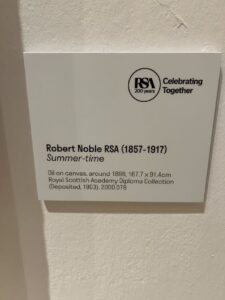 RSA
200 years
Celebrating
Together
Robert Noble RSA (1857-1917)
Summer-time
Oil on canvas, around 1898, 167.7 x 91.4cm
Royal Scottish Academy Diploma Collection
(Deposited, 1903), 2000.078